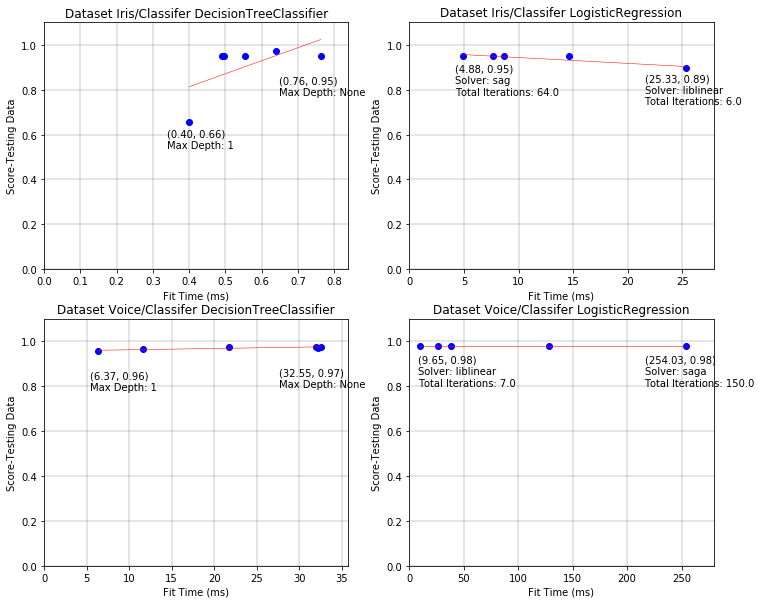 Dataset Iris/Classifer DecisionTreeClassifier
1.0
0.8
0.6
0.4
0.2
0.0
Score-Testing Data
(0.76, 0.95)
Max Depth: None
(0.40, 0.66)
Max Depth: 1
0.0 0.1 0.2 0.3 0.4 0.5 0.6 0.7 0.8
Fit Time (ms)
Dataset Iris/Classifer LogisticRegression
1.0
0.8
0.6
0.4
0.2
0.0
Score-Testing Data
(4.88, 0.95)
Solver: sag
Total Iterations: 64.0
(25.33, 0.89)
Solver: liblinear
Total Iterations: 6.0
0 5 10 15 20 25
Fit Time (ms)
Dataset Voice/Classifer DecisionTreeClassifier
1.0
0.8
0.6
0.4
0.2
0.0
Score-Testing Data
(6.37, 0.96)
Max Depth: 1
(32.55, 0.97)
Max Depth: None
0 5 10 15 20 25 30 35
Fit Time (ms)
Dataset Voice/Classifer LogisticRegression
1.0
0.8
0.6
0.4
0.2
0.0
Score-Testing Data
(9.65, 0.98)
Solver: liblinear
Total Iterations: 7.0
(254.03, 0.98)
Solver: saga
Total Iterations: 150.0
0 50 100 150 200 250
Fit Time (ms)